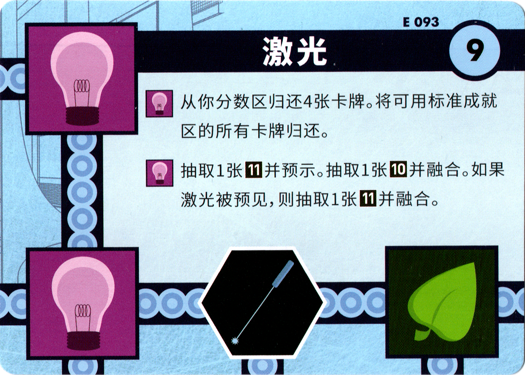 E 093
激光
9
从你分数区归还4张卡牌。将可用标准成就
区的所有卡牌归还。
抽取1张11并预示。抽取1张10并融合。如果
激光被预见，则抽取1张11并融合。